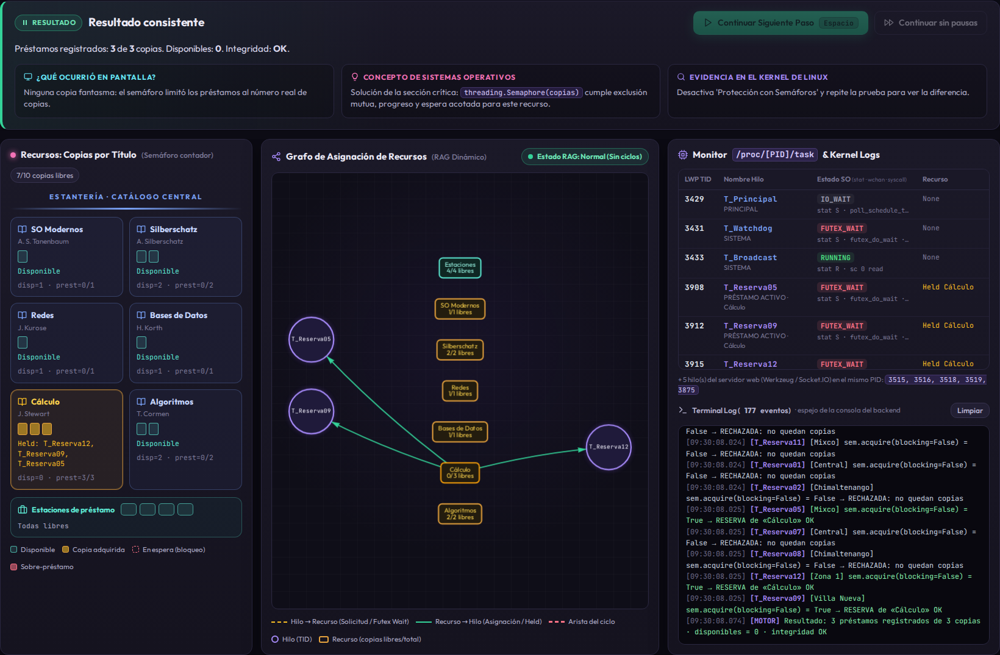 RESULTADO Resultado consistente
Continuar Siguiente Paso Espacio
Continuar sin pausas
Préstamos registrados: 3 de 3 copias. Disponibles: 0. Integridad: OK.
¿QUÉ OCURRIÓ EN PANTALLA?
Ninguna copia fantasma: el semáforo limitó los préstamos al número real de
copias.
CONCEPTO DE SISTEMAS OPERATIVOS
Solución de la sección crítica: threading.Semaphore(copias) cumple exclusión
mutua, progreso y espera acotada para este recurso.
EVIDENCIA EN EL KERNEL DE LINUX
Desactiva 'Protección con Semáforos' y repite la prueba para ver la diferencia.
Recursos: Copias por Título (Semáforo contador)
7/10 copias libres
ESTANTERÍA · CATÁLOGO CENTRAL
SO Modernos
A. S. Tanenbaum
Disponible
disp=1 · prest=0/1
Silberschatz
A. Silberschatz
Disponible
disp=2 · prest=0/2
Redes
J. Kurose
Disponible
disp=1 · prest=0/1
Bases de Datos
H. Korth
Disponible
disp=1 · prest=0/1
Cálculo
J. Stewart
Held: T_Reserva12,
T_Reserva09,
T_Reserva05
disp=0 · prest=3/3
Algoritmos
T. Cormen
Disponible
disp=2 · prest=0/2
Estaciones de préstamo
Todas libres
Disponible Copia adquirida En espera (bloqueo)
Sobre-préstamo
Grafo de Asignación de Recursos (RAG Dinámico)
Estado RAG: Normal (Sin ciclos)
Estaciones
4/4 libres
SO Modernos
1/1 libres
T_Reserva05
Silberschatz
2/2 libres
Redes
1/1 libres
T_Reserva09
Bases de Datos
1/1 libres
T_Reserva12
Cálculo
0/3 libres
Algoritmos
2/2 libres
Hilo → Recurso (Solicitud / Futex Wait) Recurso → Hilo (Asignación / Held) Arista del ciclo
Hilo (TID) Recurso (copias libres/total)
Monitor /proc/[PID]/task & Kernel Logs
LWP TID Nombre Hilo Estado SO (stat · wchan · syscall) Recurso
3429 T_Principal IO_WAIT None
PRINCIPAL stat S · poll_schedule_t…
3431 T_Watchdog FUTEX_WAIT None
SISTEMA stat S · futex_do_wait ·…
3433 T_Broadcast RUNNING None
SISTEMA stat R · sc 0 read
3908 T_Reserva05 FUTEX_WAIT Held Cálculo
PRÉSTAMO ACTIVO · stat S · futex_do_wait ·…
Cálculo
3912 T_Reserva09 FUTEX_WAIT Held Cálculo
PRÉSTAMO ACTIVO · stat S · futex_do_wait ·…
Cálculo
3915 T_Reserva12 FUTEX_WAIT Held Cálculo
+ 5 hilo(s) del servidor web (Werkzeug / Socket.IO) en el mismo PID: 3515, 3516, 3518, 3519,
3875
Terminal Log ( 177 eventos) · espejo de la consola del backend
Limpiar
False → RECHAZADA: no quedan copias
[09:30:08.024] [T_Reserva11] [Mixco] sem.acquire(blocking=False) =
False → RECHAZADA: no quedan copias
[09:30:08.024] [T_Reserva01] [Central] sem.acquire(blocking=False) =
False → RECHAZADA: no quedan copias
[09:30:08.024] [T_Reserva02] [Chimaltenango]
sem.acquire(blocking=False) = False → RECHAZADA: no quedan copias
[09:30:08.025] [T_Reserva05] [Mixco] sem.acquire(blocking=False) =
True → RESERVA de «Cálculo» OK
[09:30:08.025] [T_Reserva07] [Central] sem.acquire(blocking=False) =
False → RECHAZADA: no quedan copias
[09:30:08.025] [T_Reserva08] [Chimaltenango]
sem.acquire(blocking=False) = False → RECHAZADA: no quedan copias
[09:30:08.025] [T_Reserva12] [Zona 1] sem.acquire(blocking=False) =
True → RESERVA de «Cálculo» OK
[09:30:08.025] [T_Reserva09] [Villa Nueva]
sem.acquire(blocking=False) = True → RESERVA de «Cálculo» OK
[09:30:08.074] [MOTOR] Resultado: 3 préstamos registrados de 3 copias
· disponibles = 0 · integridad OK